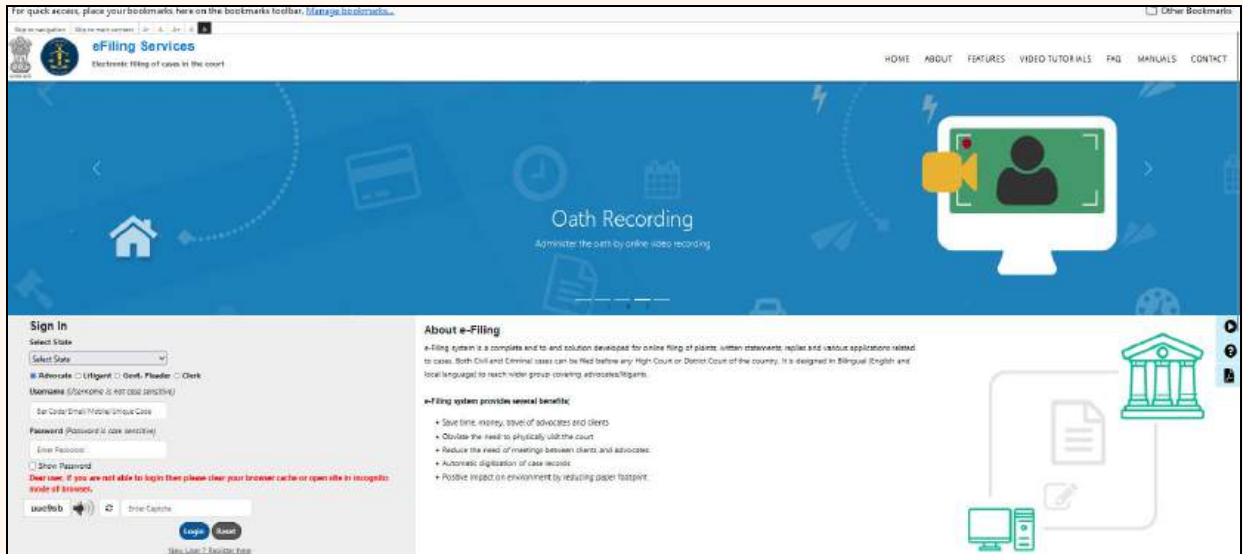 For quick access, place your bookmarks here on the bookmarks toolbar. Manage bookmarks...
Other Bookmarks
Skip to navigation Skip to main content A- A A+ A A
eFiling Services
Electronic filing of cases in the court
HOME ABOUT FEATURES VIDEO TUTORIALS FAQ MANUALS CONTACT
Oath Recording
Administer the oath by online video recording
Sign In
Select State
Select State
Advocate Litigant Govt. Pleader Clerk
Username (Username is not case sensitive)
Bar Code/Email/Mobile/Unique Code
Password (Password is case sensitive)
Enter Password
Show Password
Dear user, if you are not able to login then please clear your browser cache or open site in incognito
mode of browser.
Enter Captcha
Login Reset
New User ? Register here
About e-Filing
e-Filing system is a complete end to end solution developed for online filing of plaints, written statements, replies and various applications related
to cases. Both Civil and Criminal cases can be filed before any High Court or District Court of the country. It is designed in Bilingual (English and
local language) to reach wider group covering advocates/litigants.
e-Filing system provides several benefits:
Save time, money, travel of advocates and clients
Obviate the need to physically visit the court
Reduce the need of meetings between clients and advocates
Automatic digitization of case records
Positive impact on environment by reducing paper footprint